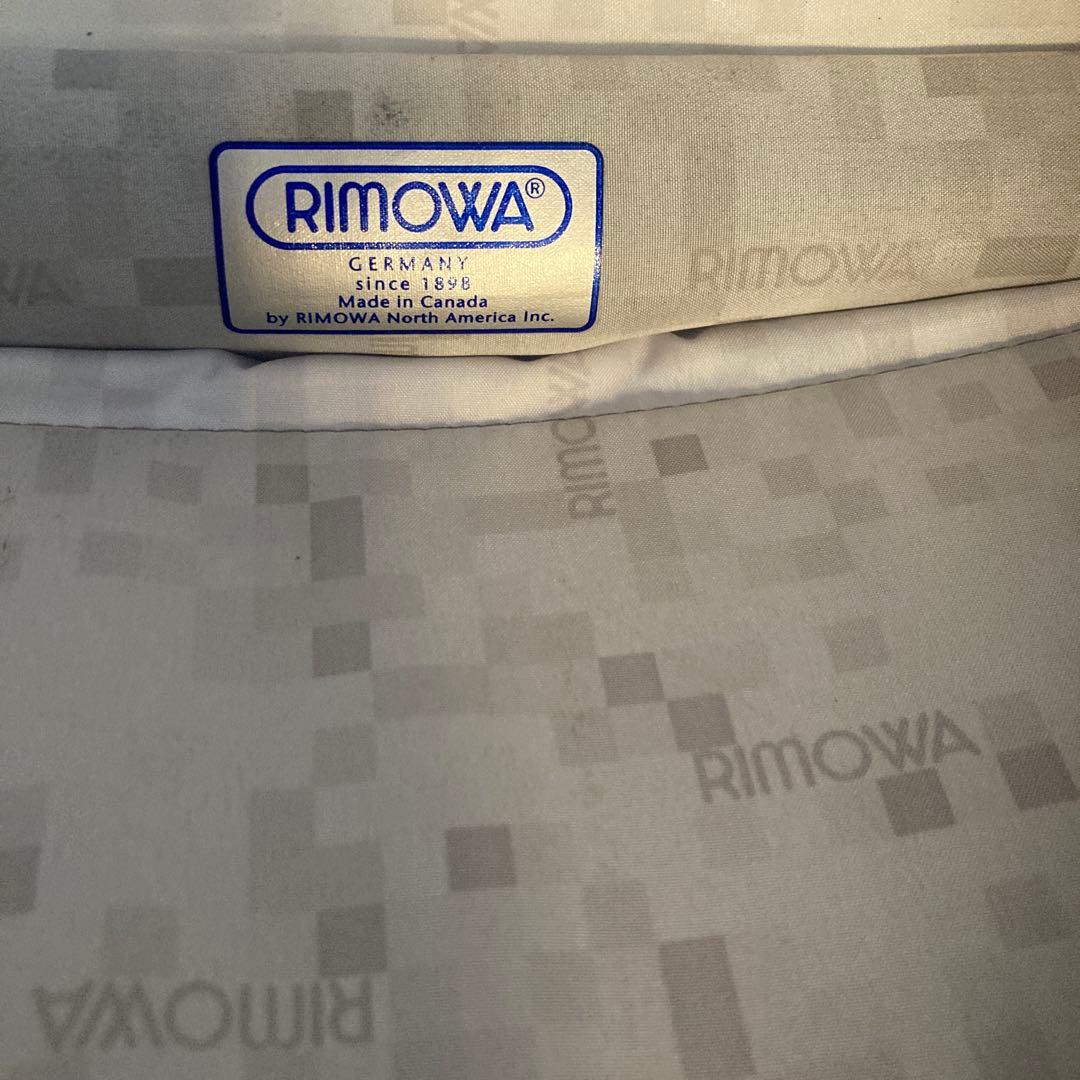 RIMOWA®
GERMANY
since 1898
Made in Canada
by RIMOWA North America Inc.
RIMOWA
RIMOWA
RIMOWA
RIMOWA